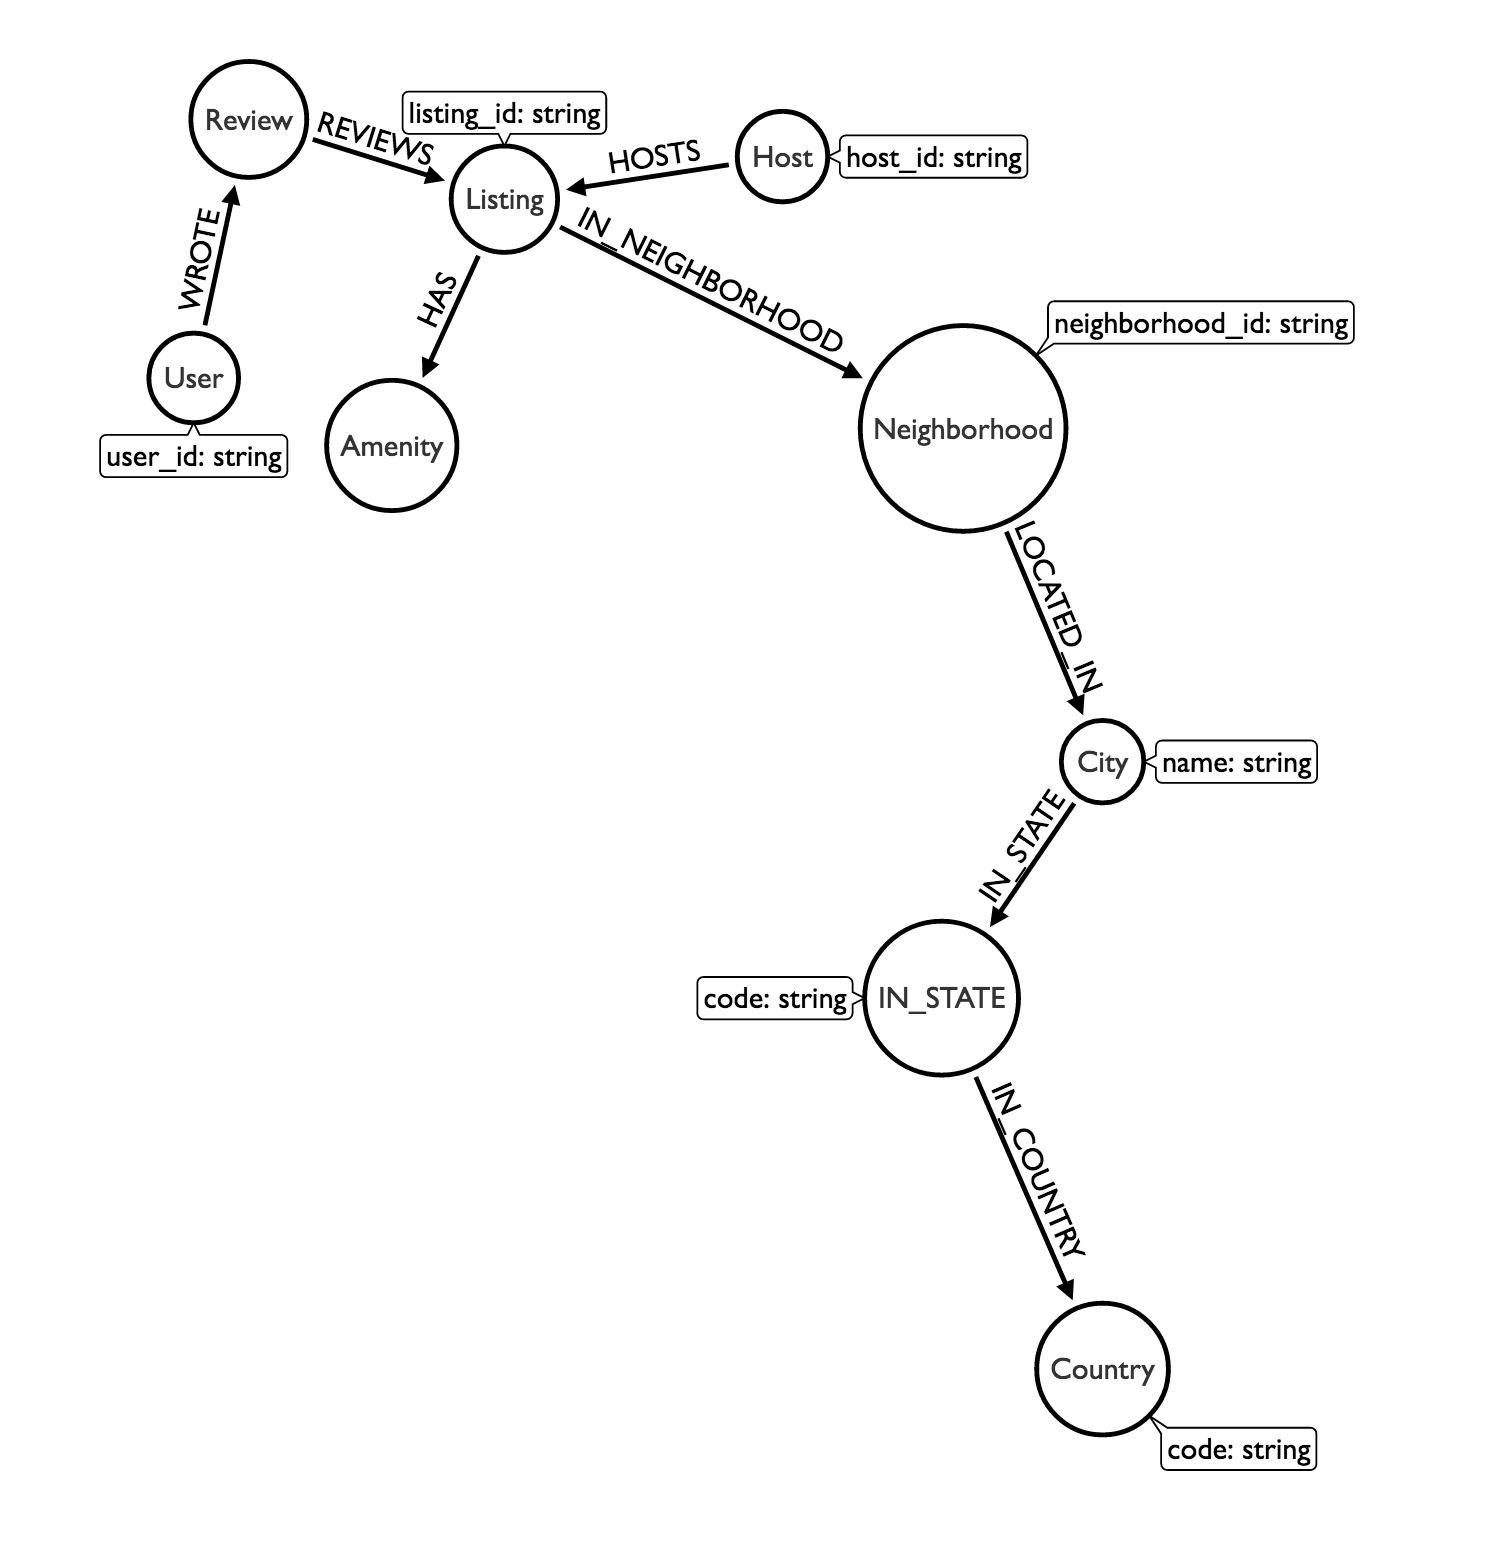 Review
REVIEWS
listing_id: string
Listing
HOSTS
Host
host_id: string
WROTE
HAS
IN_NEIGHBORHOOD
User
user_id: string
Amenity
neighborhood_id: string
Neighborhood
LOCATED_IN
City
name: string
IN_STATE
code: string
IN_STATE
IN_COUNTRY
Country
code: string